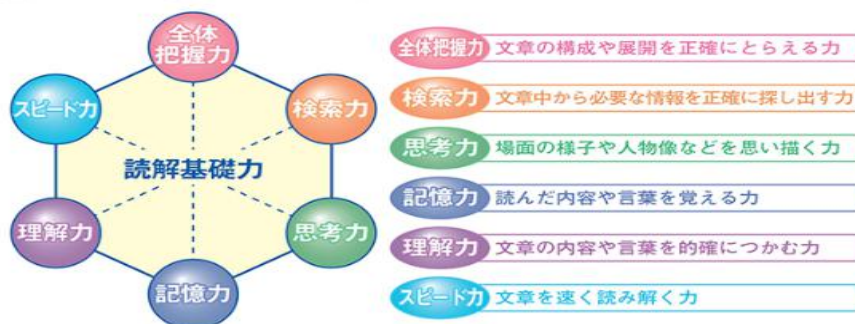 全体
把握力
スピード力
検索力
読解基礎力
理解力
思考力
記憶力
全体把握力 文章の構成や展開を正確にとらえる力
検索力 文章中から必要な情報を正確に探し出す力
思考力 場面の様子や人物像などを思い描く力
記憶力 読んだ内容や言葉を覚える力
理解力 文章の内容や言葉を的確につかむ力
スピード力 文章を速く読み解く力